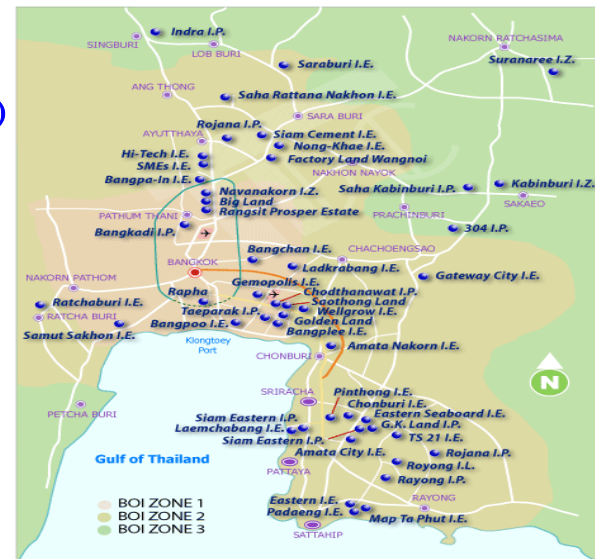 Indra I.P.
SINGBURI
LOB BURI
NAKORN RATCHASIMA
Suranaree I.Z.
Saraburi I.E.
ANG THONG
Saha Rattana Nakhon I.E.
SARA BURI
Rojana I.P.
AYUTTHAYA
Siam Cement I.E.
Nong-Khae I.E.
Hi-Tech I.E.
Factory Land Wangnoi
SMEs I.E.
NAKHON NAYOK
Bangpa-In I.E.
Navanakorn I.Z.
Saha Kabinburi I.P.
Kabinburi I.Z.
Big Land
SAKAEO
Rangsit Prosper Estate
PATHUM THANI
PRACHINBURI
Bangkadi I.P.
304 I.P.
)
Bangchan I.E.
CHACHOENGSAO
BANGKOK
Ladkrabang I.E.
Gateway City I.E.
NAKORN PATHOM
Gemopolis I.E.
Rapha
Chodthanawat I.P.
Ratchaburi I.E.
Saothong Land
RATCHA BURI
Taeparak I.P.
Wellgrow I.E.
Samut Sakhon I.E.
Bangpoo I.E.
Golden Land
Bangplee I.E.
Klongtoey
Port
Amata Nakorn I.E.
CHONBURI
N
PETCHA BURI
SRIRACHA
Pinthong I.E.
Chonburi I.E.
Siam Eastern I.P.
Eastern Seaboard I.E.
Laemchabang I.E.
G.K. Land I.P.
Siam Eastern I.P.
TS 21 I.E.
Amata City I.E.
Rojana I.P.
Gulf of Thailand
PATTAYA
Royong I.L.
Rayong I.P.
BOI ZONE 1
BOI ZONE 2
BOI ZONE 3
Eastern I.E.
RAYONG
Padaeng I.E.
Map Ta Phut I.E.
SATTAHIP